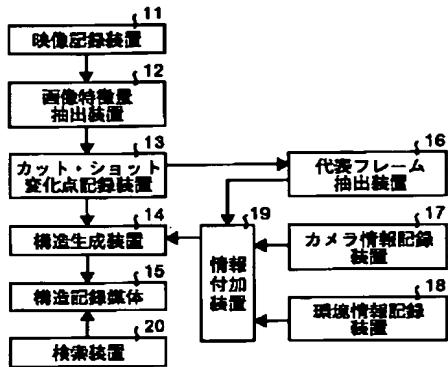 11
映像記録装置
12
画像特徴量
抽出装置
13
カット・ショット
変化点記録装置
14
構造生成装置
15
構造記録媒体
20
検索装置
16
代表フレーム
抽出装置
17
カメラ情報記録
装置
18
環境情報記録
装置
19
情報
付加
装置